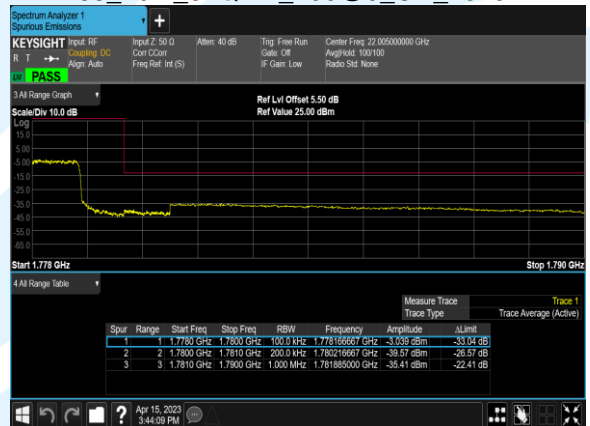 Spectrum Analyzer 1
Spurious Emissions
+
KEYSIGHT Input: RF Input Z: 50 Ω Atten: 40 dB Trig: Free Run Center Freq: 22.005000000 GHz
R T Coupling: DC Corr CCorr Gate: Off Avg|Hold: 100/100
Align: Auto Freq Ref: Int (S) IF Gain: Low Radio Std: None
LW PASS
3 All Range Graph
Ref Lvl Offset 5.50 dB
Scale/Div 10.0 dB Ref Value 25.00 dBm
Log
15.0
5.00
-5.00
-15.0
-25.0
-35.0
-45.0
-55.0
-65.0
Start 1.778 GHz Stop 1.790 GHz
4 All Range Table
Measure Trace Trace 1
Trace Type Trace Average (Active)
Spur Range Start Freq Stop Freq RBW Frequency Amplitude ΔLimit
1 1 1.7780 GHz 1.7800 GHz 100.0 kHz 1.778166667 GHz -3.039 dBm -33.04 dB
2 2 1.7800 GHz 1.7810 GHz 200.0 kHz 1.780216667 GHz -39.57 dBm -26.57 dB
3 3 1.7810 GHz 1.7900 GHz 1.000 MHz 1.781885000 GHz -35.41 dBm -22.41 dB
? Apr 15, 2023
3:44:09 PM